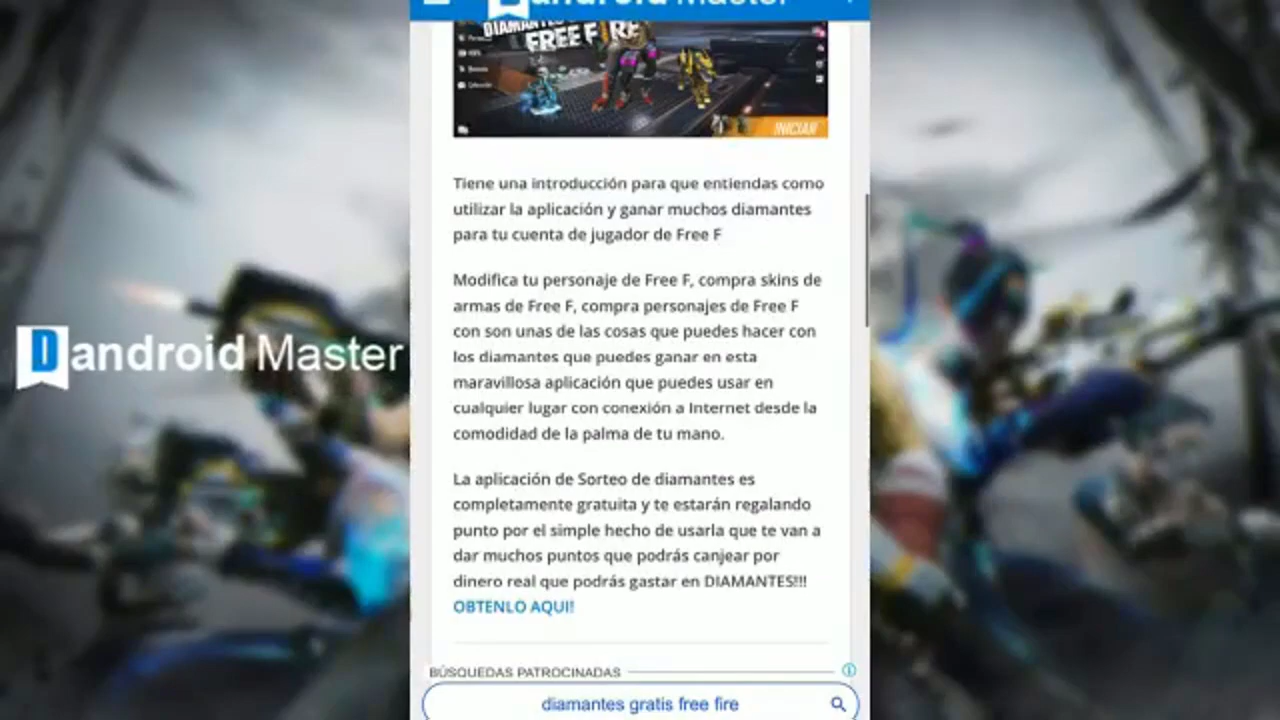 Dandroid Master
DIAMANTES
FREE FIRE
INICIAR
Tiene una introducción para que entiendas como
utilizar la aplicación y ganar muchos diamantes
para tu cuenta de jugador de Free F
Modifica tu personaje de Free F, compra skins de
armas de Free F, compra personajes de Free F
con son unas de las cosas que puedes hacer con
los diamantes que puedes ganar en esta
maravillosa aplicación que puedes usar en
cualquier lugar con conexión a Internet desde la
comodidad de la palma de tu mano.
Dandroid Master
La aplicación de Sorteo de diamantes es
completamente gratuita y te estarán regalando
punto por el simple hecho de usarla que te van a
dar muchos puntos que podrás canjear por
dinero real que podrás gastar en DIAMANTES!!!
OBTENLO AQUI!
BÚSQUEDAS PATROCINADAS
diamantes gratis free fire